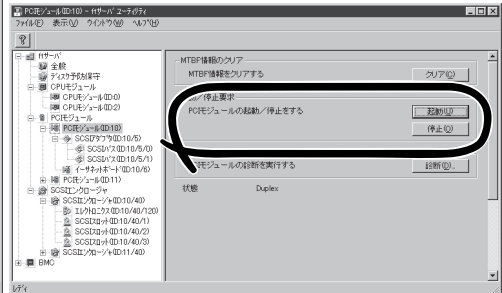 PCIモジュール(ID:10) - ftサーバ ユーティリティ
ファイル(F) 表示(V) ウインドウ(W) ヘルプ(H)
ftサーバ
全般
ディスク予防保守
CPUモジュール
CPUモジュール(ID:0)
CPUモジュール(ID:2)
PCIモジュール
PCIモジュール(ID:10)
SCSIアダプタ(ID:10/5)
SCSIバス(ID:10/5/0)
SCSIバス(ID:10/5/1)
イーサネットボード(ID:10/6)
PCIモジュール(ID:11)
SCSIエンクロージャ
SCSIエンクロージャ(ID:10/40)
エレクトロニクス(ID:10/40/120)
SCSIスロット(ID:10/40/1)
SCSIスロット(ID:10/40/2)
SCSIスロット(ID:10/40/3)
SCSIエンクロージャ(ID:11/40)
BMC
MTBF情報のクリア
MTBF情報をクリアする
クリア(C)
/停止要求
PCIモジュールの起動/停止をする
起動(U)
停止(D)
PCIモジュールの診断を実行する
診断(G)..
状態 Duplex
レディ